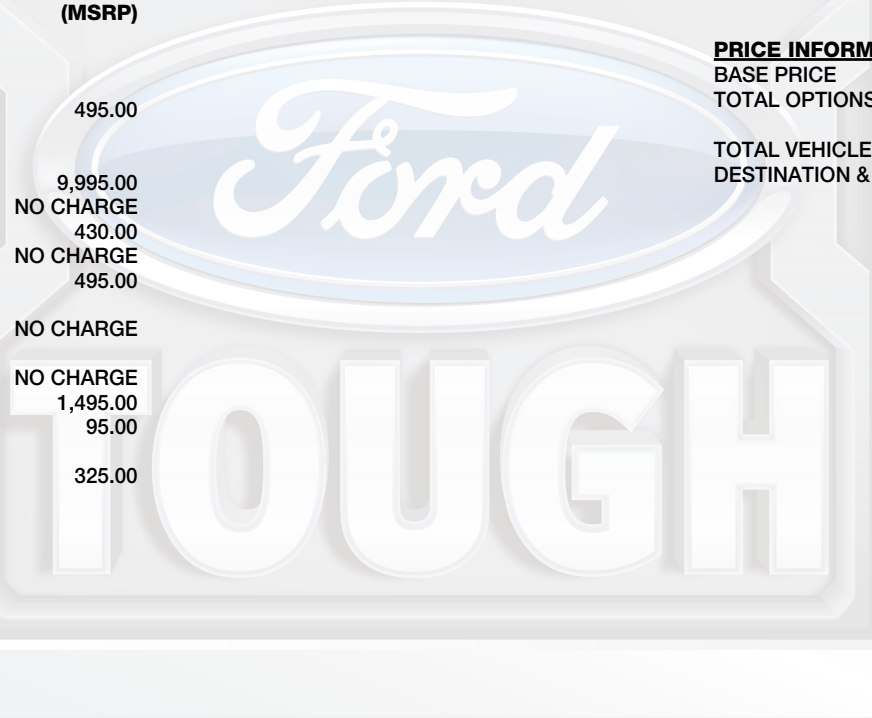 (MSRP)
495.00
9,995.00
NO CHARGE
430.00
NO CHARGE
495.00
NO CHARGE
NO CHARGE
1,495.00
95.00
325.00
PRICE INFORM
BASE PRICE
TOTAL OPTIONS
TOTAL VEHICLE
DESTINATION &
Ford
TOUGH